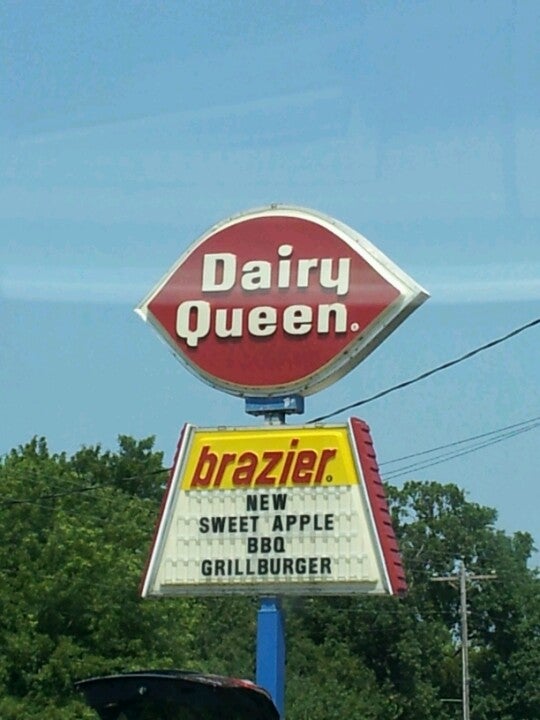 Dairy
Queen®
brazier®
NEW
SWEET APPLE
BBQ
GRILLBURGER